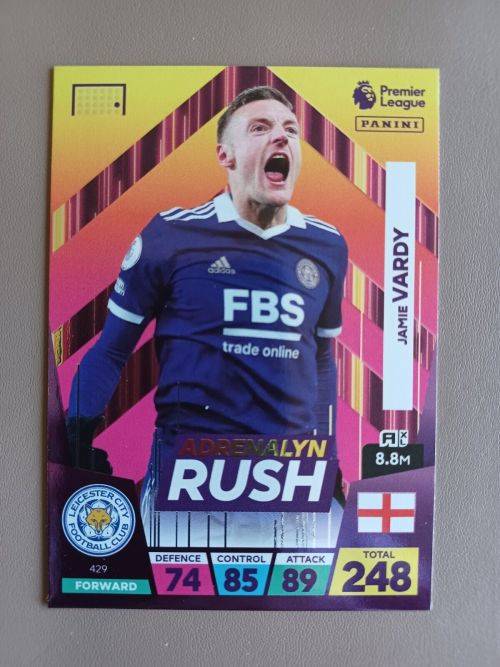 Premier
League
PANINI
JAMIE VARDY
adidas
FBS
trade online
ADRENALYN
RUSH
A XL
8.8M
LEICESTER CITY
FOOTBALL CLUB
429
FORWARD
DEFENCE
74
CONTROL
85
ATTACK
89
TOTAL
248